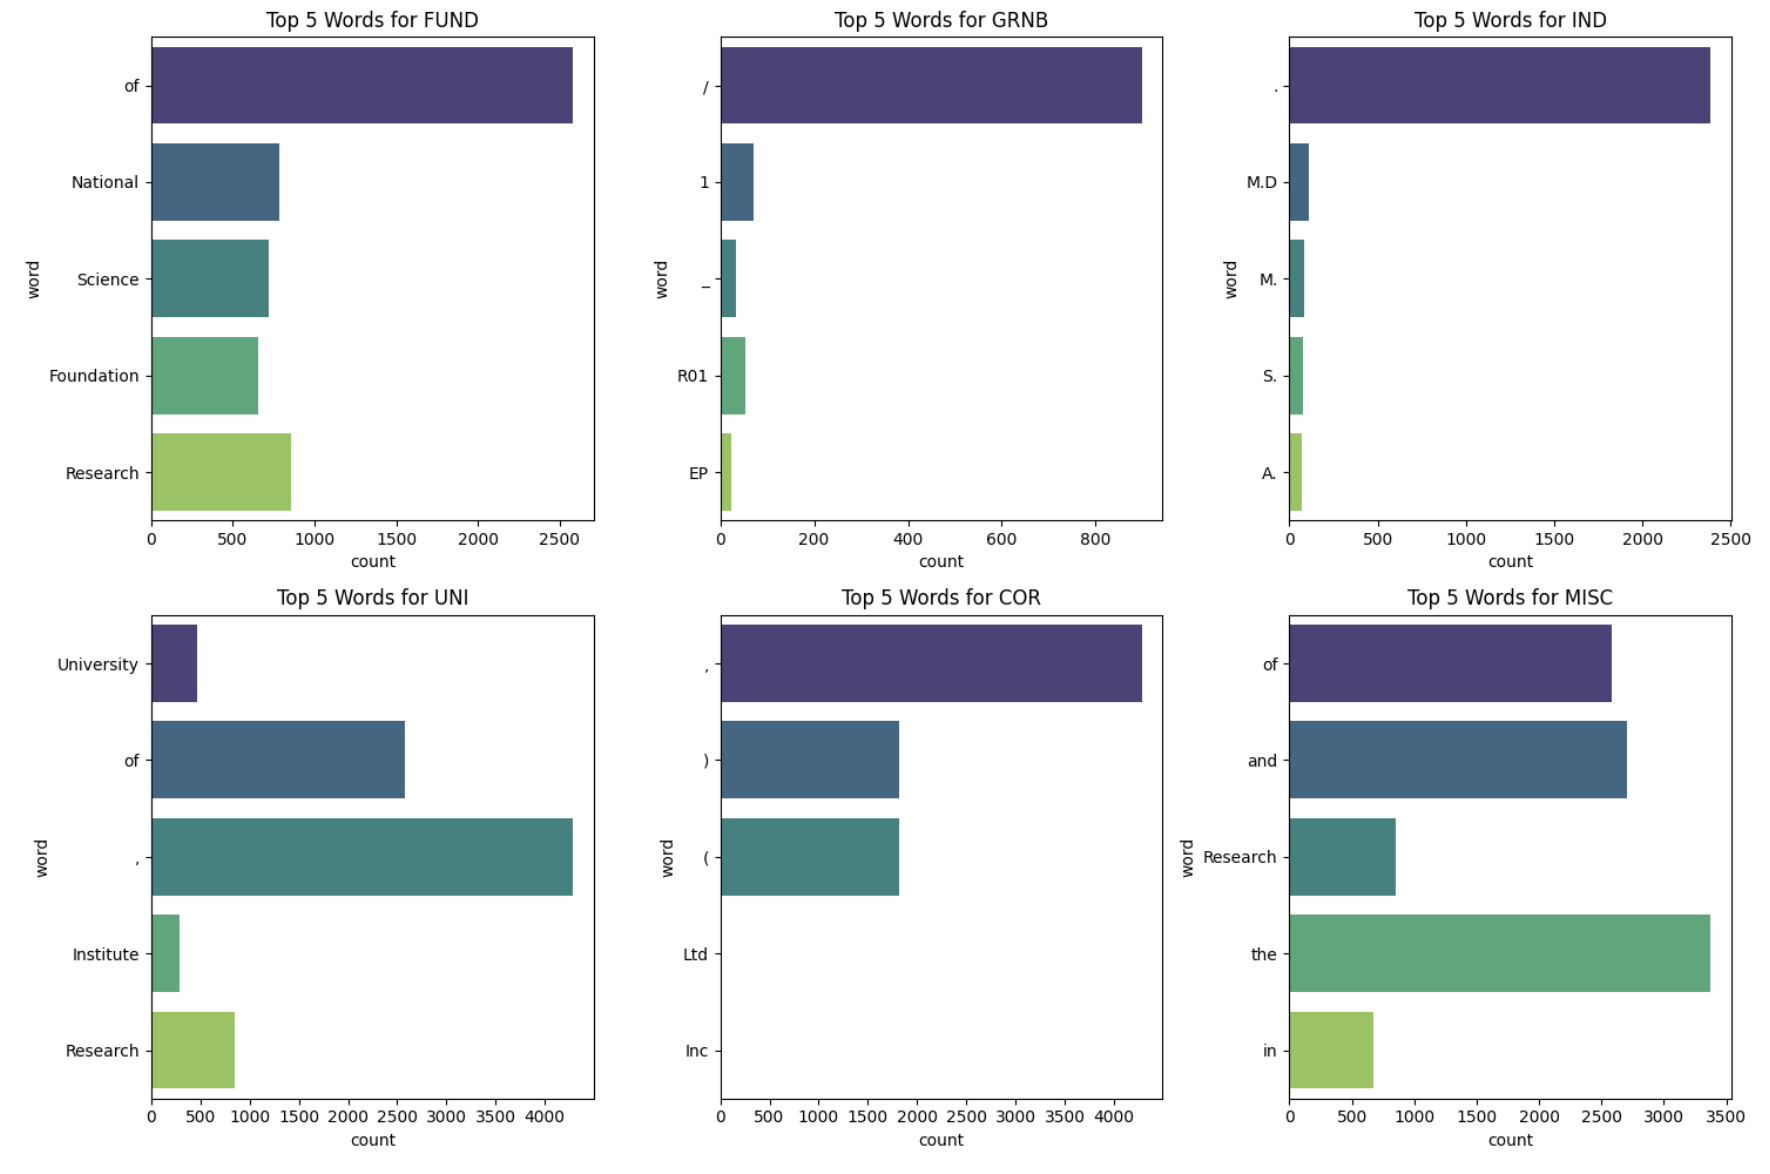 Top 5 Words for FUND
word
of
National
Science
Foundation
Research
0 500 1000 1500 2000 2500
count
Top 5 Words for GRNB
word
/
1
_
R01
EP
0 200 400 600 800
count
Top 5 Words for IND
word
.
M.D
M.
S.
A.
0 500 1000 1500 2000 2500
count
Top 5 Words for UNI
word
University
of
,
Institute
Research
0 500 1000 1500 2000 2500 3000 3500 4000
count
Top 5 Words for COR
word
,
)
(
Ltd
Inc
0 500 1000 1500 2000 2500 3000 3500 4000
count
Top 5 Words for MISC
word
of
and
Research
the
in
0 500 1000 1500 2000 2500 3000 3500
count